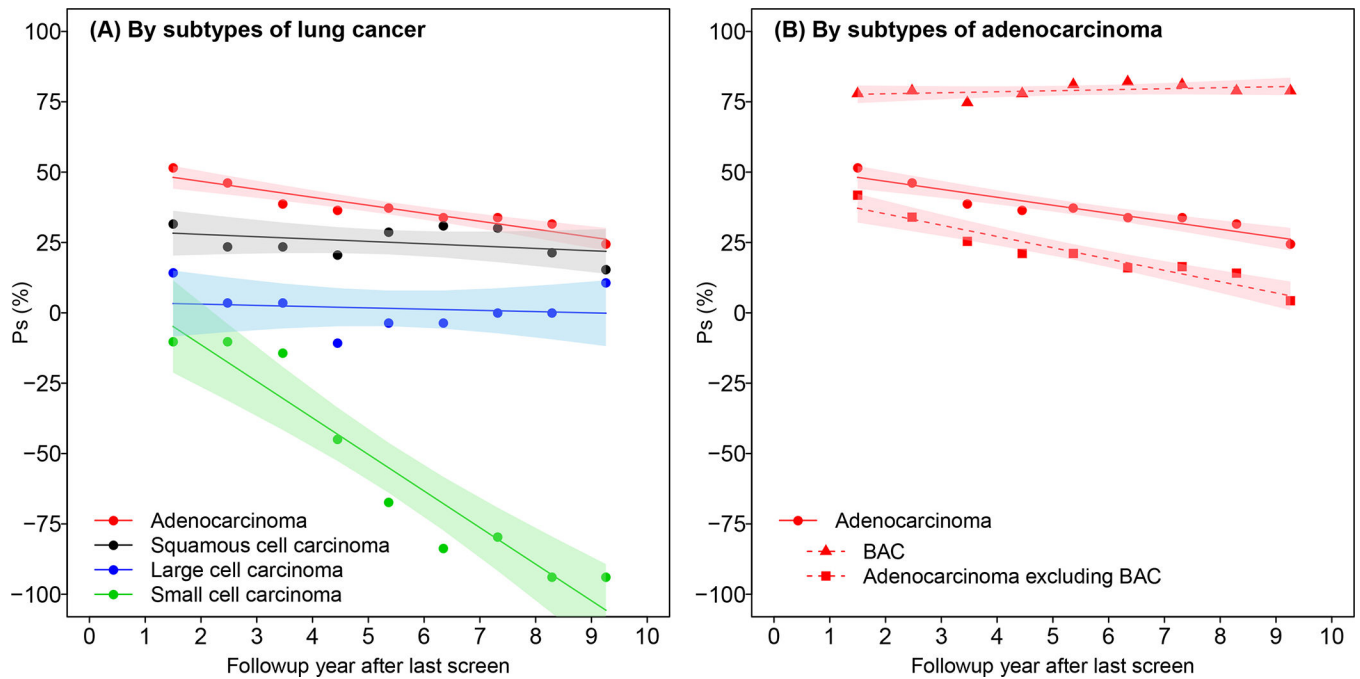 (A) By subtypes of lung cancer
100
75
50
25
0
−25
−50
−75
−100
Ps (%)
Adenocarcinoma
Squamous cell carcinoma
Large cell carcinoma
Small cell carcinoma
0 1 2 3 4 5 6 7 8 9 10
Followup year after last screen
(B) By subtypes of adenocarcinoma
100
75
50
25
0
−25
−50
−75
−100
Ps (%)
Adenocarcinoma
BAC
Adenocarcinoma excluding BAC
0 1 2 3 4 5 6 7 8 9 10
Followup year after last screen